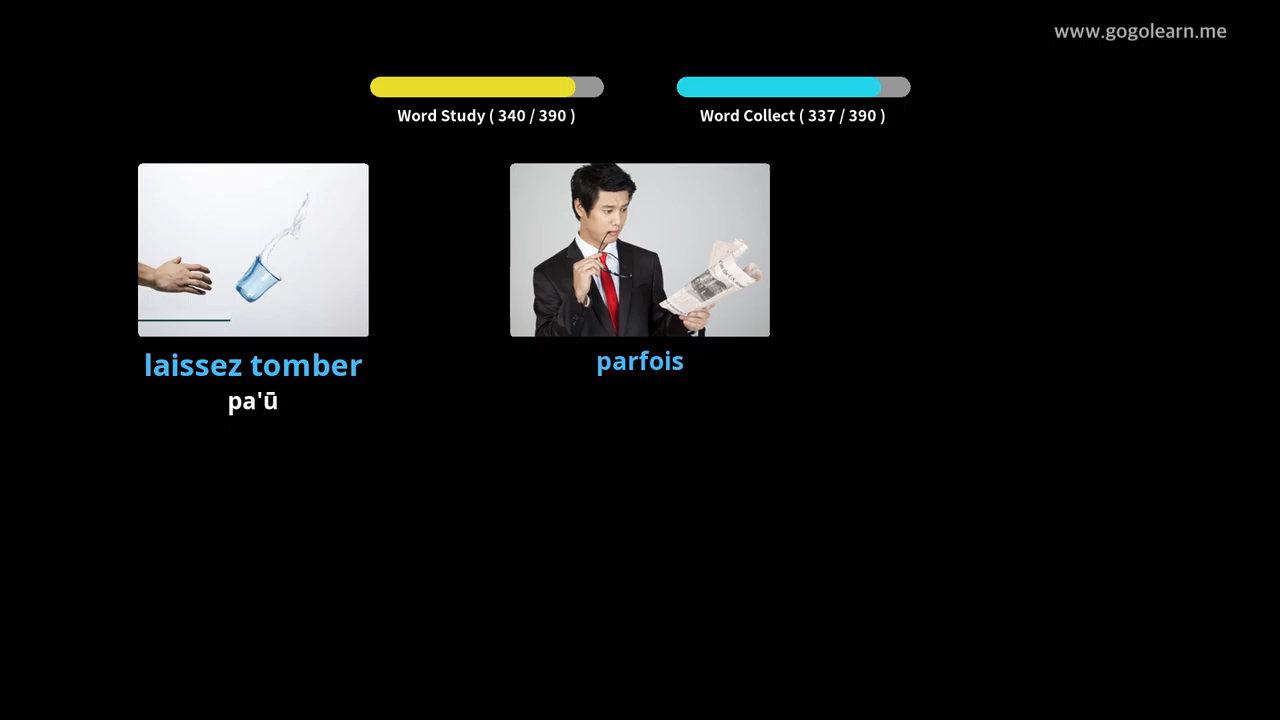 www.gogolearn.me
Word Study ( 340 / 390 )
Word Collect ( 337 / 390 )
laissez tomber
pa'ū
parfois